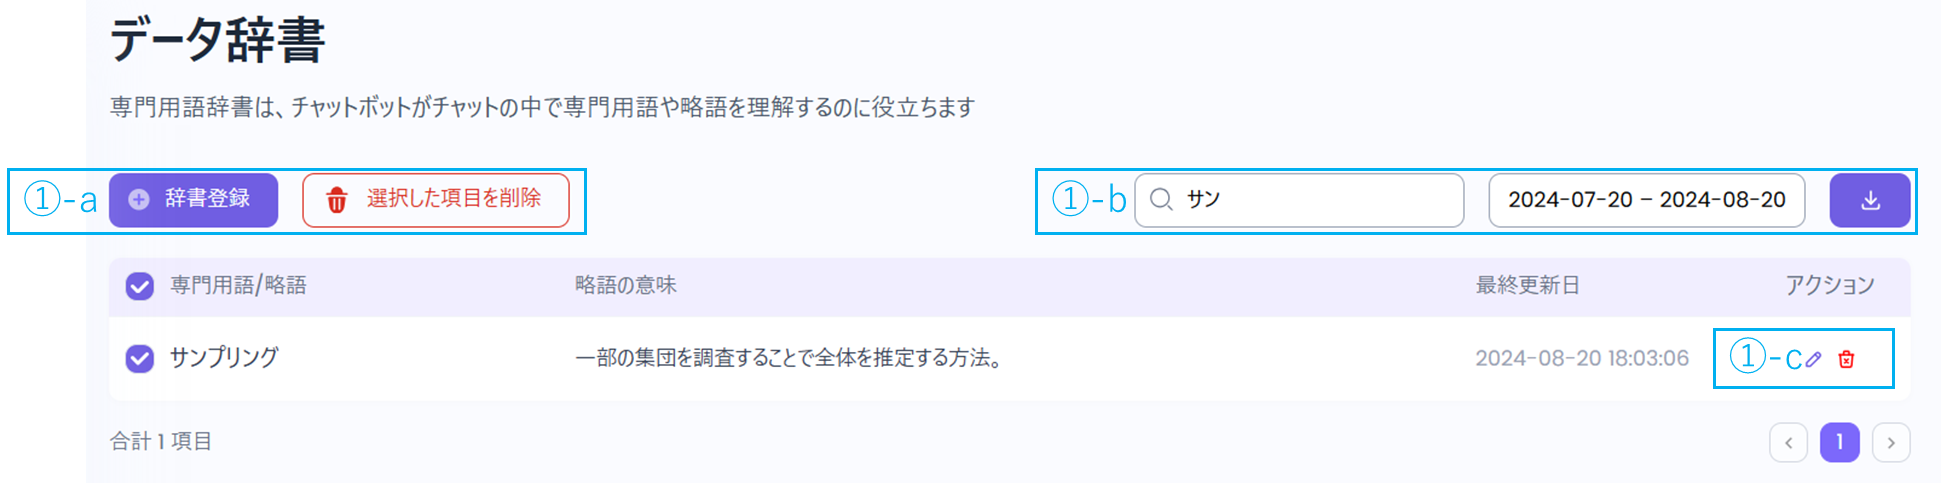 データ辞書
専門用語辞書は、チャットボットがチャットの中で専門用語や略語を理解するのに役立ちます
①-a 辞書登録 選択した項目を削除 ①-b サン 2024-07-20 – 2024-08-20
専門用語/略語 略語の意味 最終更新日 アクション
サンプリング 一部の集団を調査することで全体を推定する方法。 2024-08-20 18:03:06 ①-c
合計 1 項目 < 1 >